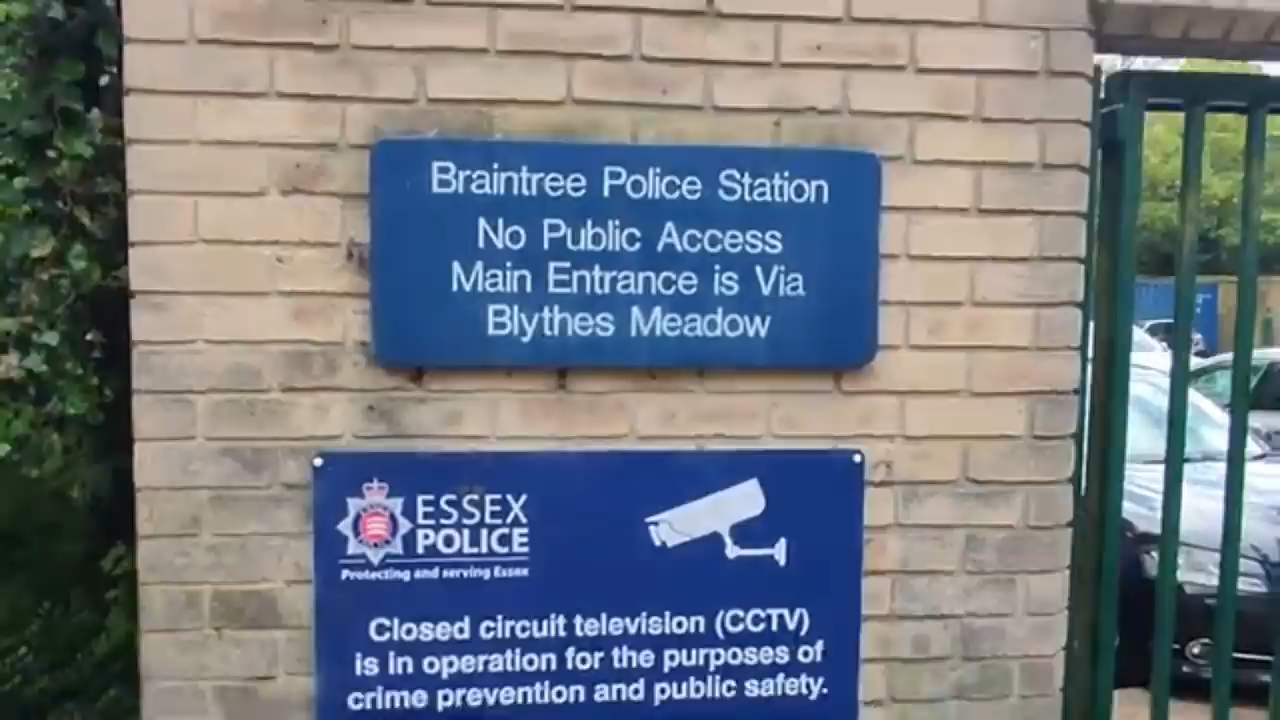 Braintree Police Station
No Public Access
Main Entrance is Via
Blythes Meadow
ESSEX
POLICE
Protecting and serving Essex
Closed circuit television (CCTV)
is in operation for the purposes of
crime prevention and public safety.